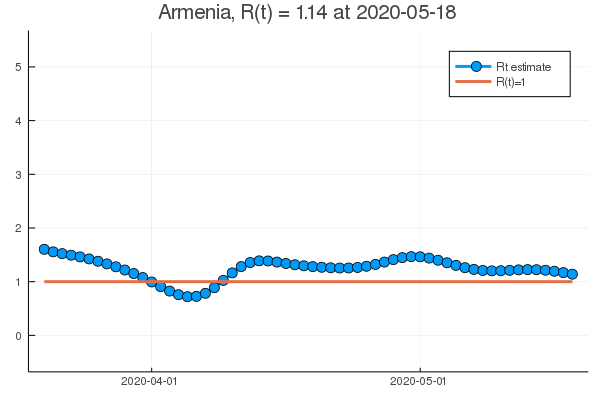 Armenia, R(t) = 1.14 at 2020-05-18
Rt estimate
R(t)=1
5
4
3
2
1
0
2020-04-01
2020-05-01